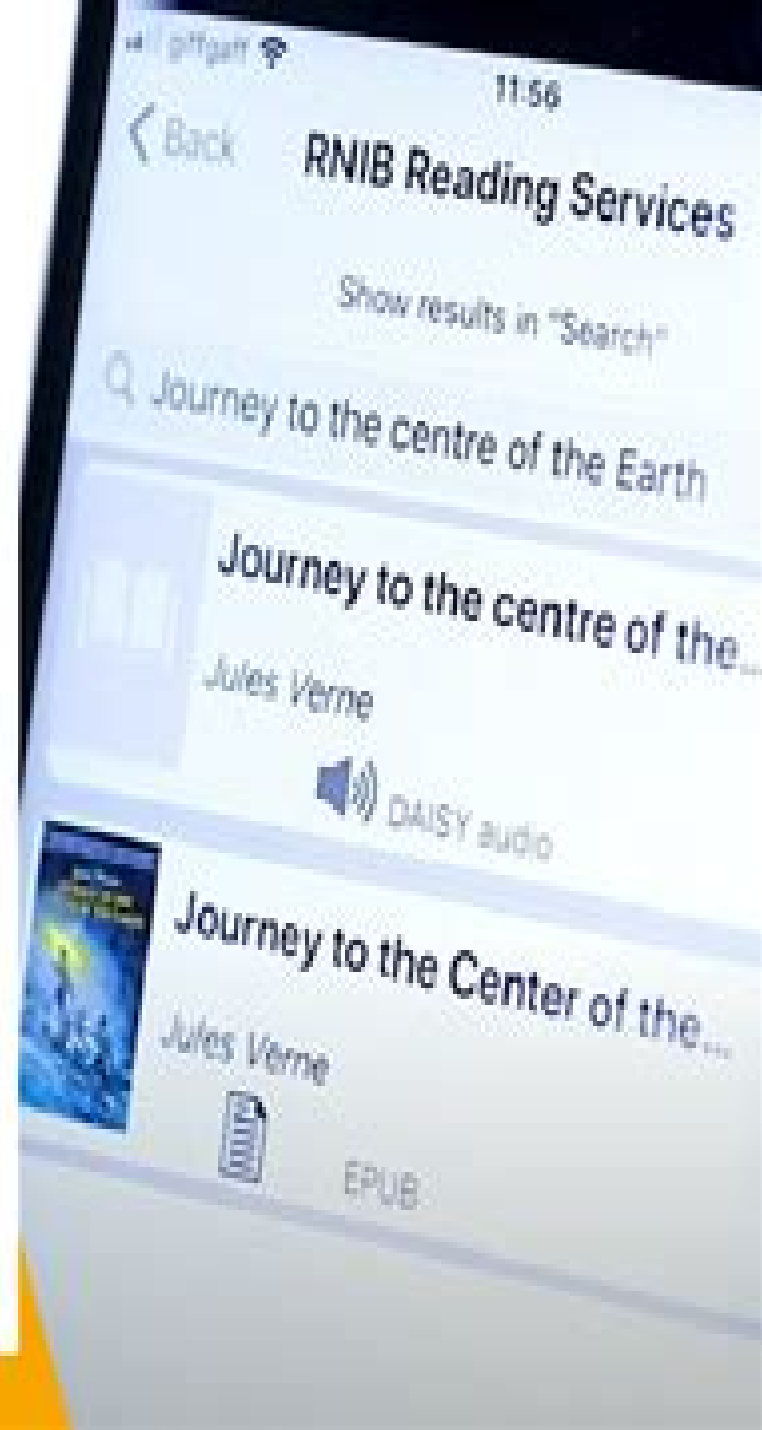 giffgaff
11:56
Back
RNIB Reading Services
Show results in "Search"
Journey to the centre of the Earth
Journey to the centre of the...
Jules Verne
DAISY audio
Journey to the Center of the...
Jules Verne
EPUB